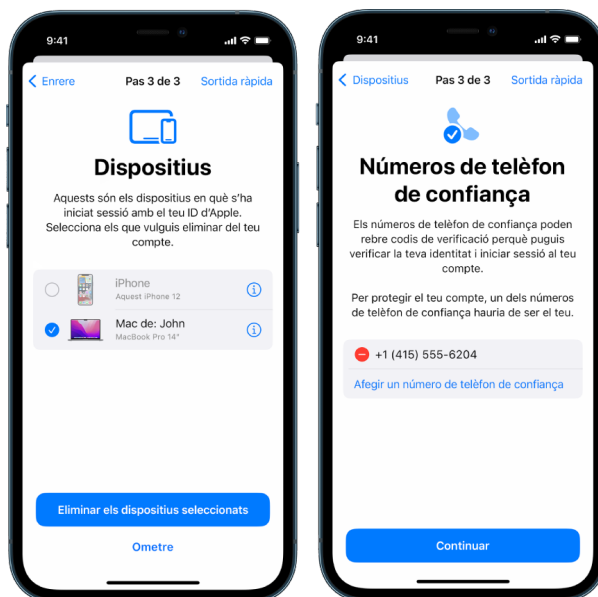 9:41
Enrere
Pas 3 de 3
Sortida ràpida
Dispositius
Aquests són els dispositius en què s'ha
iniciat sessió amb el teu ID d'Apple.
Selecciona els que vulguis eliminar del teu
compte.
iPhone
Aquest iPhone 12
Mac de: John
MacBook Pro 14"
Eliminar els dispositius seleccionats
Ometre
9:41
Dispositius
Pas 3 de 3
Sortida ràpida
Números de telèfon
de confiança
Els números de telèfon de confiança poden
rebre codis de verificació perquè puguis
verificar la teva identitat i iniciar sessió al teu
compte.
Per protegir el teu compte, un dels números
de telèfon de confiança hauria de ser el teu.
+1 (415) 555-6204
Afegir un número de telèfon de confiança
Continuar